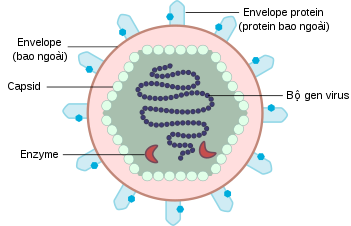 Envelope protein
(protein bao ngoài)
Envelope
(bao ngoài)
Capsid
Bộ gen virus
Enzyme